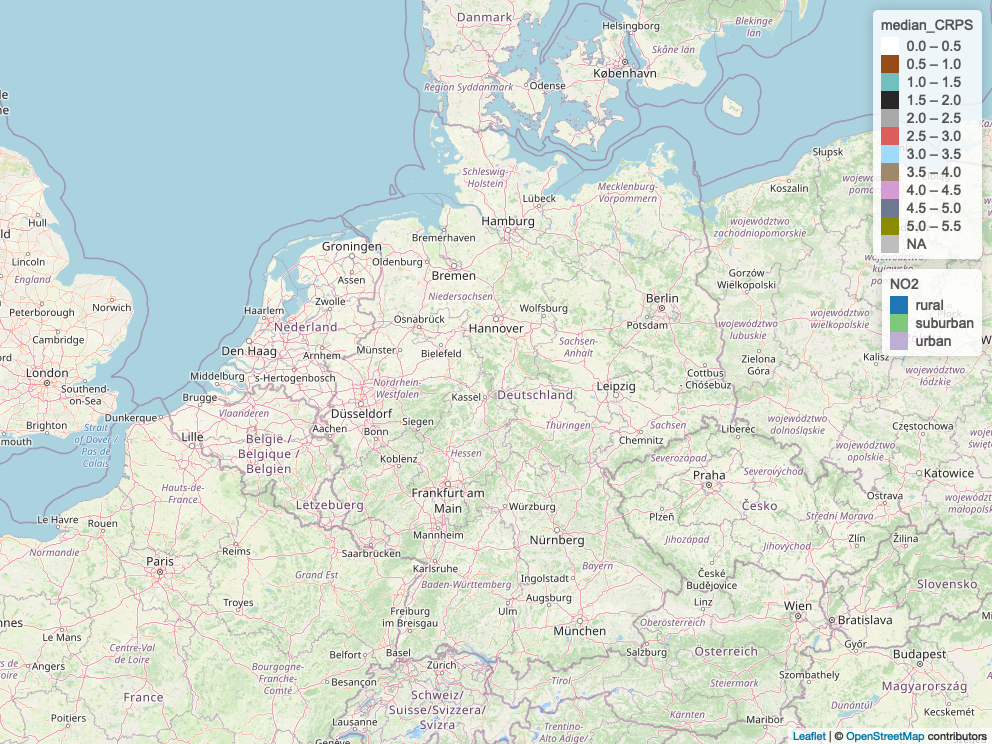 Danmark
Helsingborg
Blekinge
län
Skåne län
København
Region Syddanmark
Odense
Słupsk
Koszalin
Schleswig-
Holstein
Mecklenburg-
Vorpommern
Lübeck
Hamburg
województwo
zachodniopomorskie
Hull
Groningen
Bremerhaven
Oldenburg
Bremen
Lincoln
England
Assen
Gorzów
Wielkopolski
Niedersachsen
Berlin
Peterborough
Norwich
Haarlem
Zwolle
Wolfsburg
Nederland
Osnabrück
Hannover
Potsdam
województwo
lubuskie
województwo
wielkopolskie
Cambridge
Den Haag
Arnhem
Münster
Bielefeld
Sachsen-
Anhalt
Zielona
Góra
Kalisz
London
Middelburg
's-Hertogenbosch
Cottbus
Chóśebuz
województwo
łódzkie
Southend-
on-Sea
Brugge
Nordrhein-
Westfalen
Kassel
Deutschland
Leipzig
Brighton
Dunkerque
Vlaanderen
Düsseldorf
Aachen
Siegen
Thüringen
Sachsen
Liberec
województwo
dolnośląskie
Częstochowa
mouth
Strait
of Dover /
Pas de
Calais
Lille
België /
Belgique /
Belgien
Bonn
Chemnitz
województwo
opolskie
Koblenz
Hessen
Severozápad
Severovýchod
Katowice
Praha
Hauts-de-
France
Lëtzebuerg
Frankfurt am
Main
Würzburg
Česko
Ostrava
Le Havre
Rouen
Plzeň
Střední Morava
Normandie
Mannheim
Nürnberg
Jihozápad
Jihovýchod
Zlín
Žilina
Paris
Reims
Saarbrücken
Karlsruhe
Grand Est
Baden-Württemberg
Bayern
Ingolstadt
České
Budějovice
Slovensko
Troyes
Augsburg
Ulm
Linz
Wien
Bratislava
Freiburg
im Breisgau
München
Oberösterreich
Le Mans
Centre-Val
de Loire
Belfort
Basel
Salzburg
Österreich
Győr
Budapest
Angers
Bourgogne-
Franche-
Comté
Zürich
Besançon
Tirol
Steiermark
Szombathely
Magyarország
France
Schweiz/
Suisse/Svizzera/
Svizra
Poitiers
Lausanne
Kärnten
Maribor
Dunántúl
Kecskemét
Genève
Trentino-
Alto Adige/
median_CRPS
0.0 – 0.5
0.5 – 1.0
1.0 – 1.5
1.5 – 2.0
2.0 – 2.5
2.5 – 3.0
3.0 – 3.5
3.5 – 4.0
4.0 – 4.5
4.5 – 5.0
5.0 – 5.5
NA
NO2
rural
suburban
urban
Leaflet | © OpenStreetMap contributors